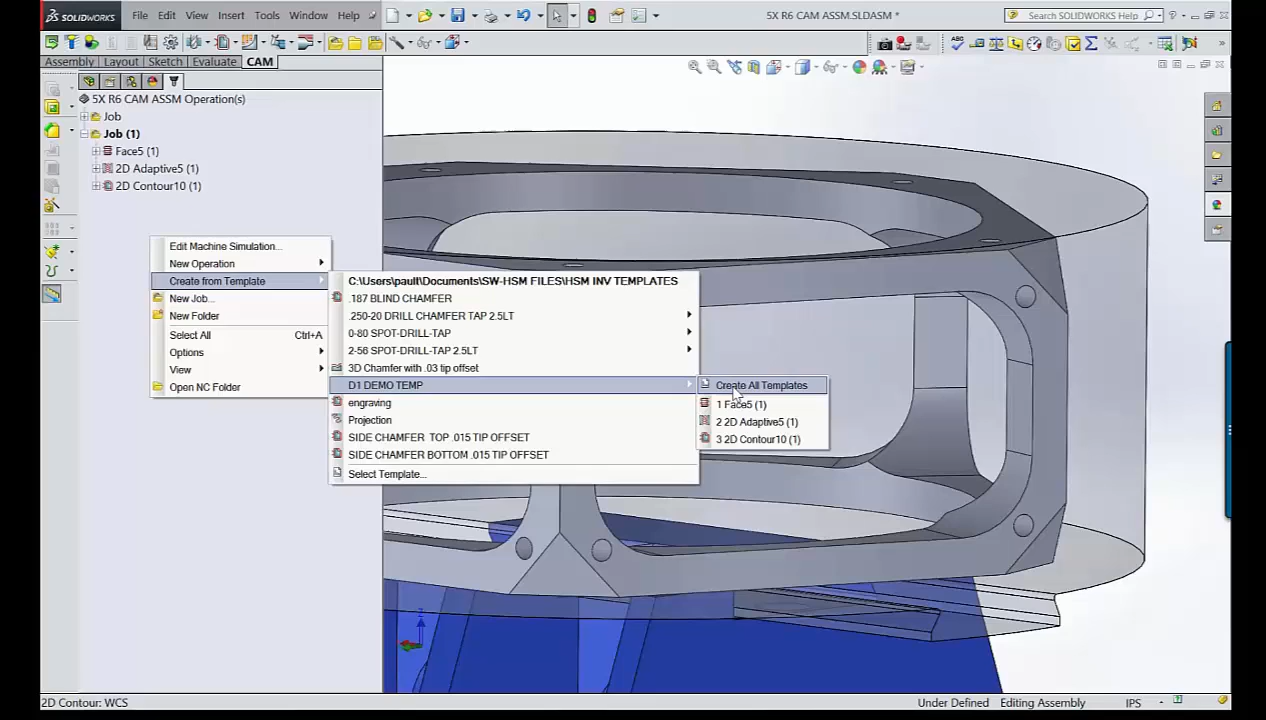 SOLIDWORKS
File Edit View Insert Tools Window Help
5X R6 CAM ASSM.SLDASM *
Search SOLIDWORKS Help
Assembly Layout Sketch Evaluate CAM
5X R6 CAM ASSM Operation(s)
Job
Job (1)
Face5 (1)
2D Adaptive5 (1)
2D Contour10 (1)
Edit Machine Simulation...
New Operation
Create from Template
New Job...
New Folder
Select All Ctrl+A
Options
View
Open NC Folder
C:\Users\paull\Documents\SW-HSM FILES\HSM INV TEMPLATES
.187 BLIND CHAMFER
.250-20 DRILL CHAMFER TAP 2.5LT
0-80 SPOT-DRILL-TAP
2-56 SPOT-DRILL-TAP 2.5LT
3D Chamfer with .03 tip offset
D1 DEMO TEMP
engraving
Projection
SIDE CHAMFER TOP .015 TIP OFFSET
SIDE CHAMFER BOTTOM .015 TIP OFFSET
Select Template...
Create All Templates
1 Face5 (1)
2 2D Adaptive5 (1)
3 2D Contour10 (1)
Z
2D Contour: WCS
Under Defined Editing Assembly IPS